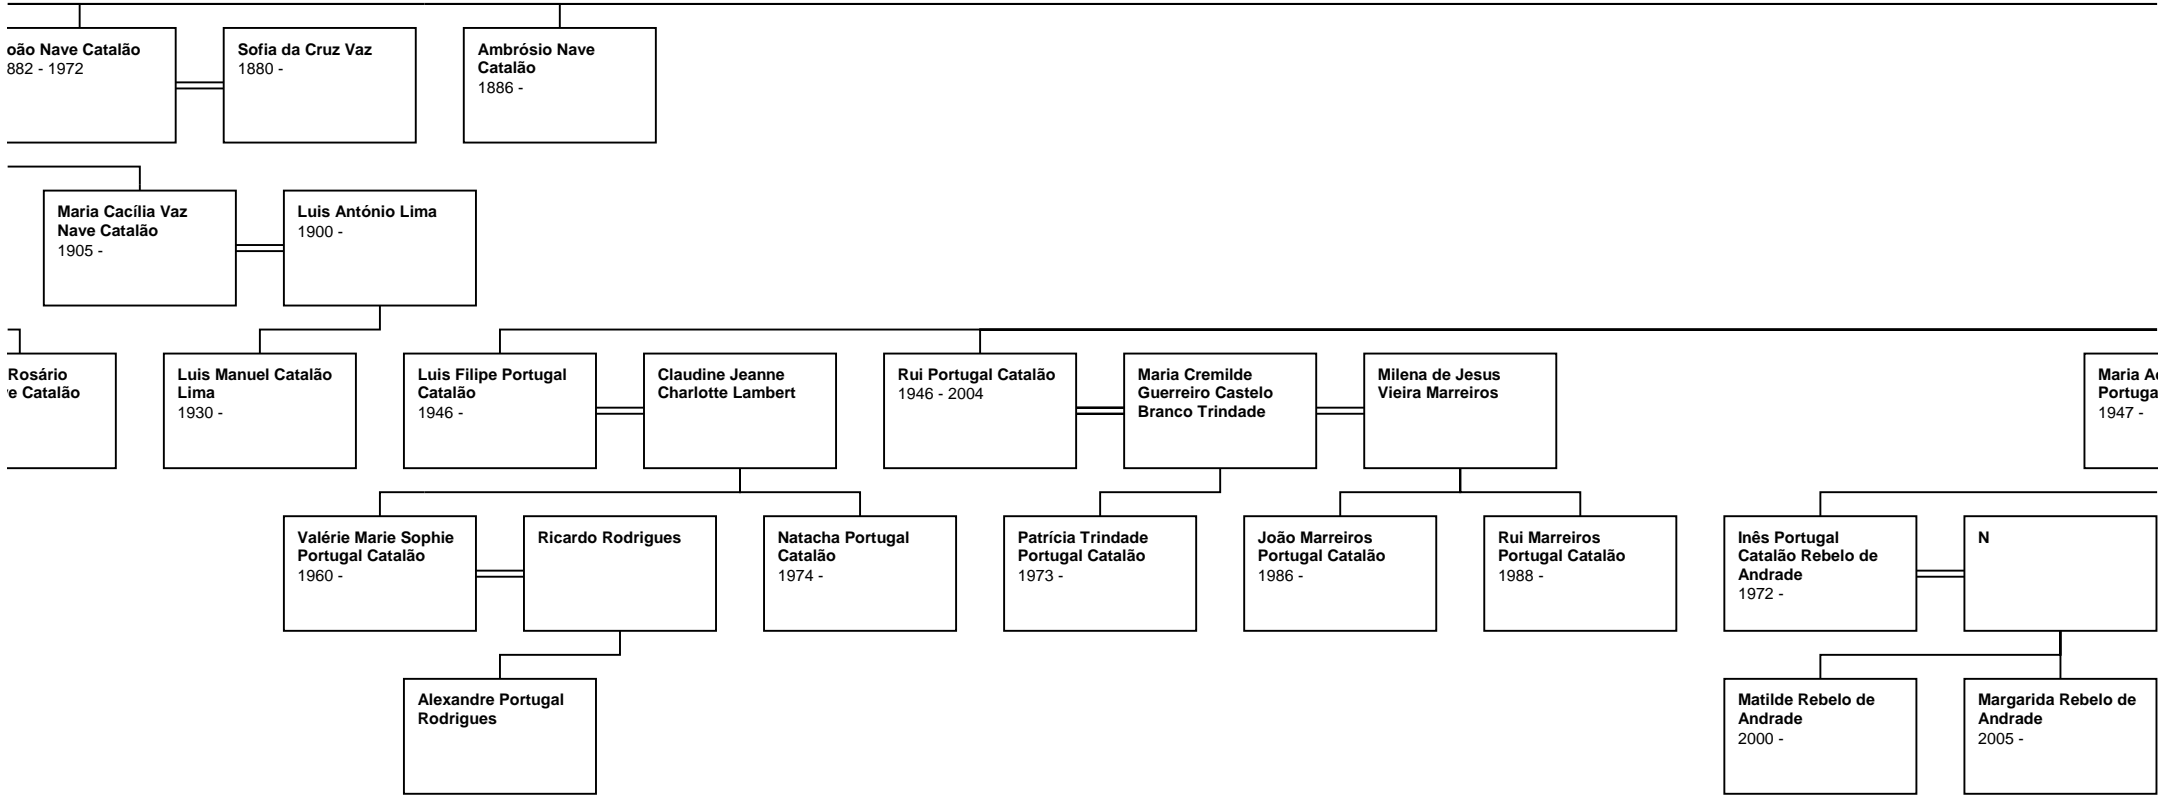 oão Nave Catalão
882 - 1972
Sofia da Cruz Vaz
1880 -
Ambrósio Nave
Catalão
1886 -
Maria Cacília Vaz
Nave Catalão
1905 -
Luis António Lima
1900 -
Rosário
e Catalão
Luis Manuel Catalão
Lima
1930 -
Luis Filipe Portugal
Catalão
1946 -
Claudine Jeanne
Charlotte Lambert
Rui Portugal Catalão
1946 - 2004
Maria Cremilde
Guerreiro Castelo
Branco Trindade
Milena de Jesus
Vieira Marreiros
Maria A
Portuga
1947 -
Valérie Marie Sophie
Portugal Catalão
1960 -
Ricardo Rodrigues
Natacha Portugal
Catalão
1974 -
Patrícia Trindade
Portugal Catalão
1973 -
João Marreiros
Portugal Catalão
1986 -
Rui Marreiros
Portugal Catalão
1988 -
Inês Portugal
Catalão Rebelo de
Andrade
1972 -
N
Alexandre Portugal
Rodrigues
Matilde Rebelo de
Andrade
2000 -
Margarida Rebelo de
Andrade
2005 -